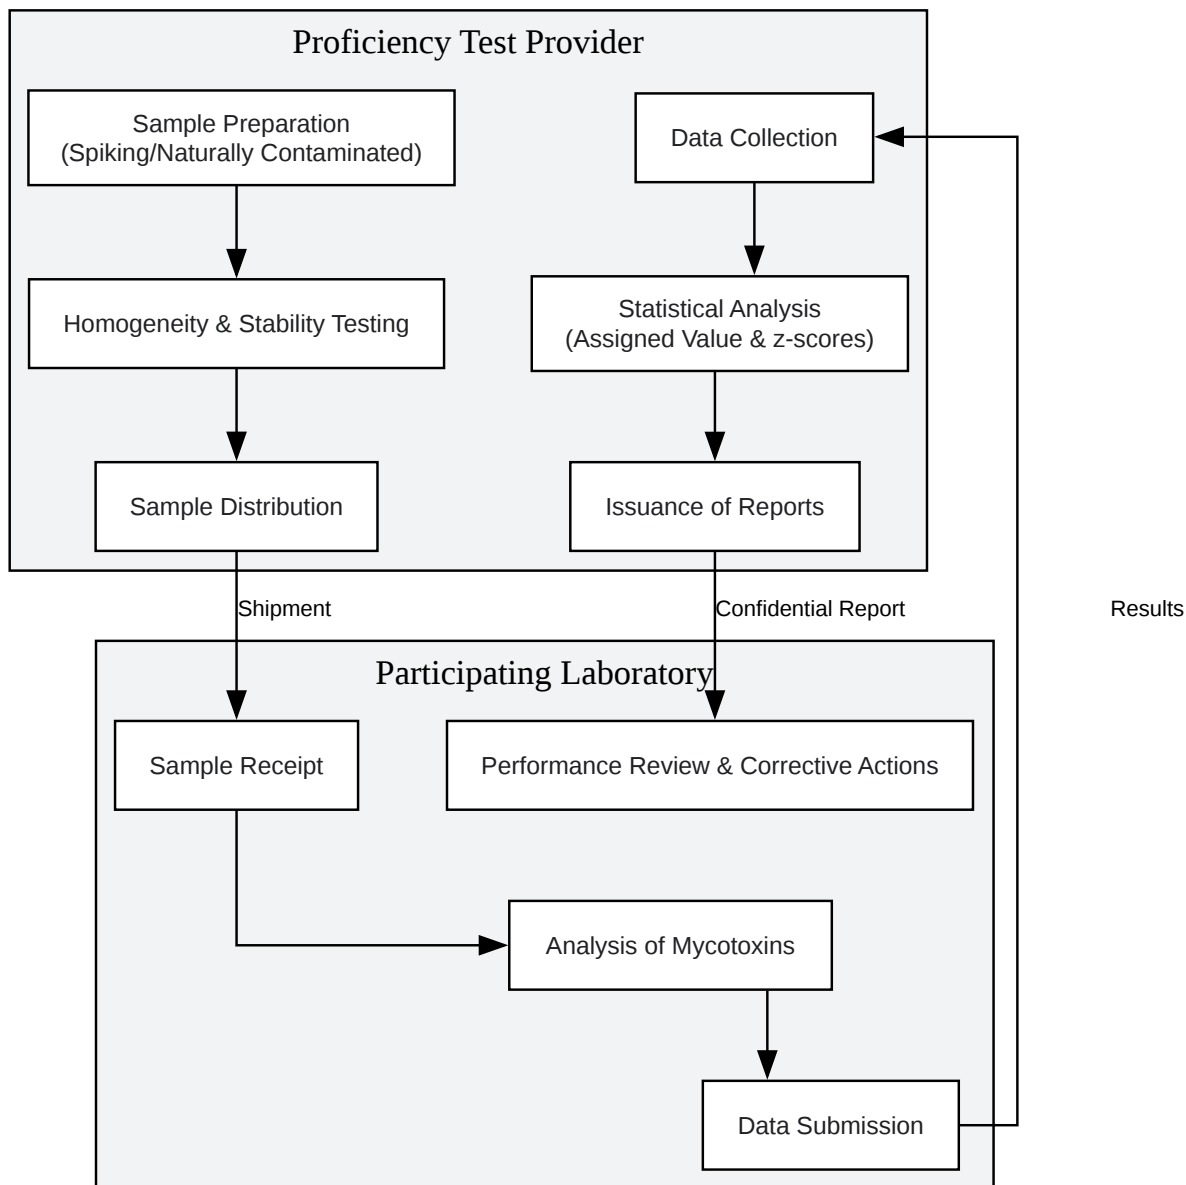 Proficiency Test Provider
Sample Preparation
(Spiking/Naturally Contaminated)
Data Collection
Homogeneity & Stability Testing
Statistical Analysis
(Assigned Value & z-scores)
Sample Distribution
Issuance of Reports
Shipment
Confidential Report
Results
Participating Laboratory
Sample Receipt
Performance Review & Corrective Actions
Analysis of Mycotoxins
Data Submission